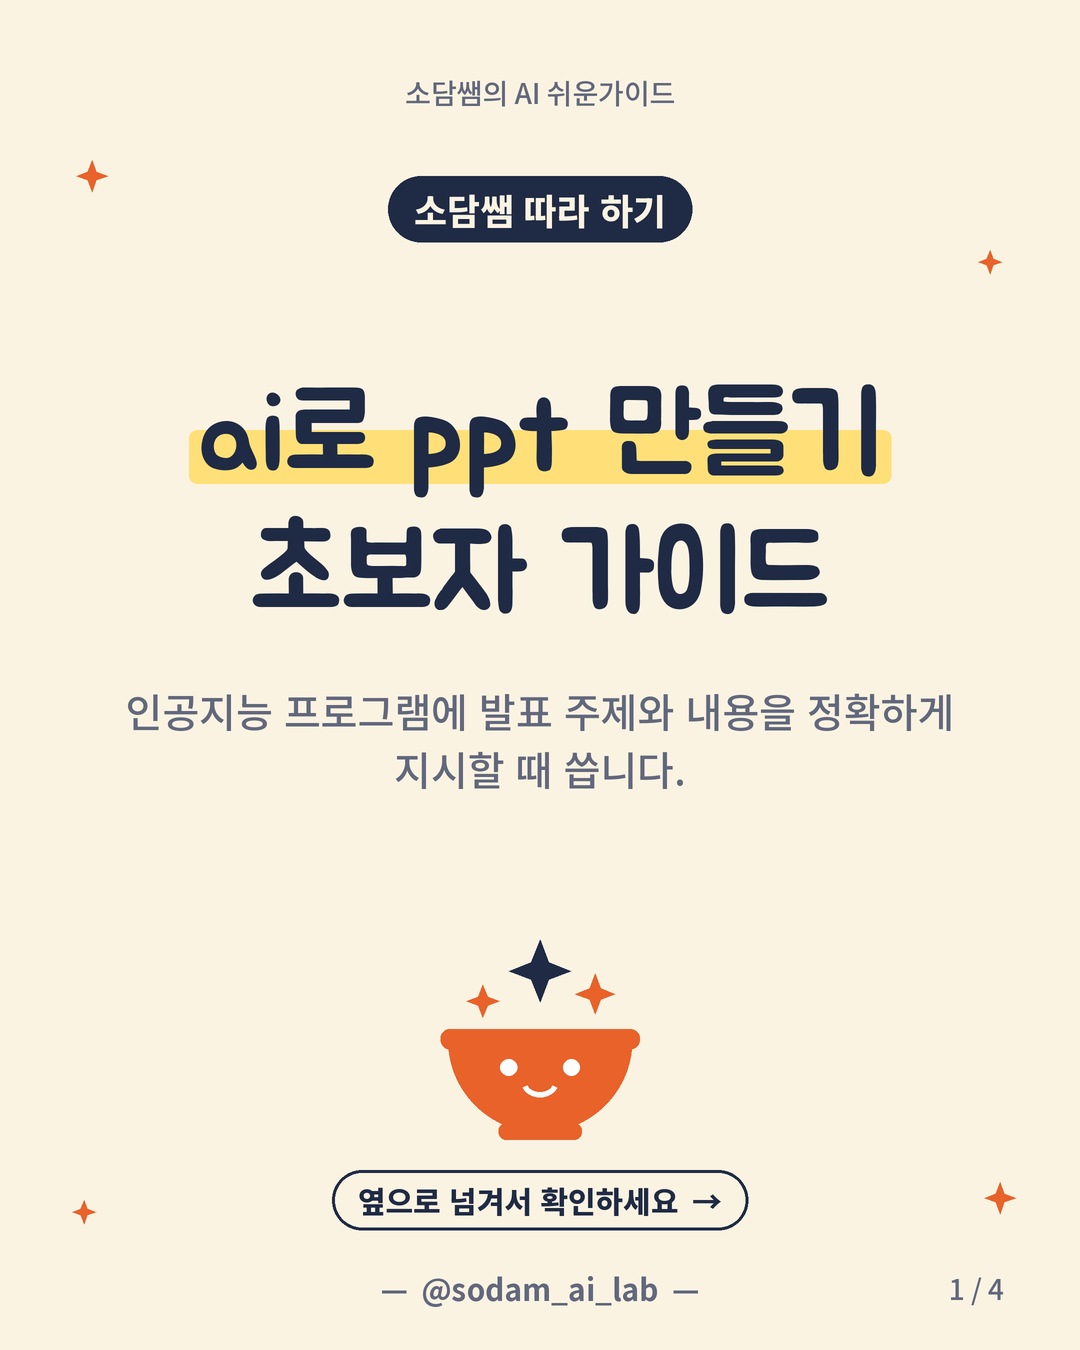 소담쌤의 AI 쉬운가이드
소담쌤 따라 하기
ai로 ppt 만들기
초보자 가이드
인공지능 프로그램에 발표 주제와 내용을 정확하게
지시할 때 씁니다.
옆으로 넘겨서 확인하세요 →
— @sodam_ai_lab —
1 / 4